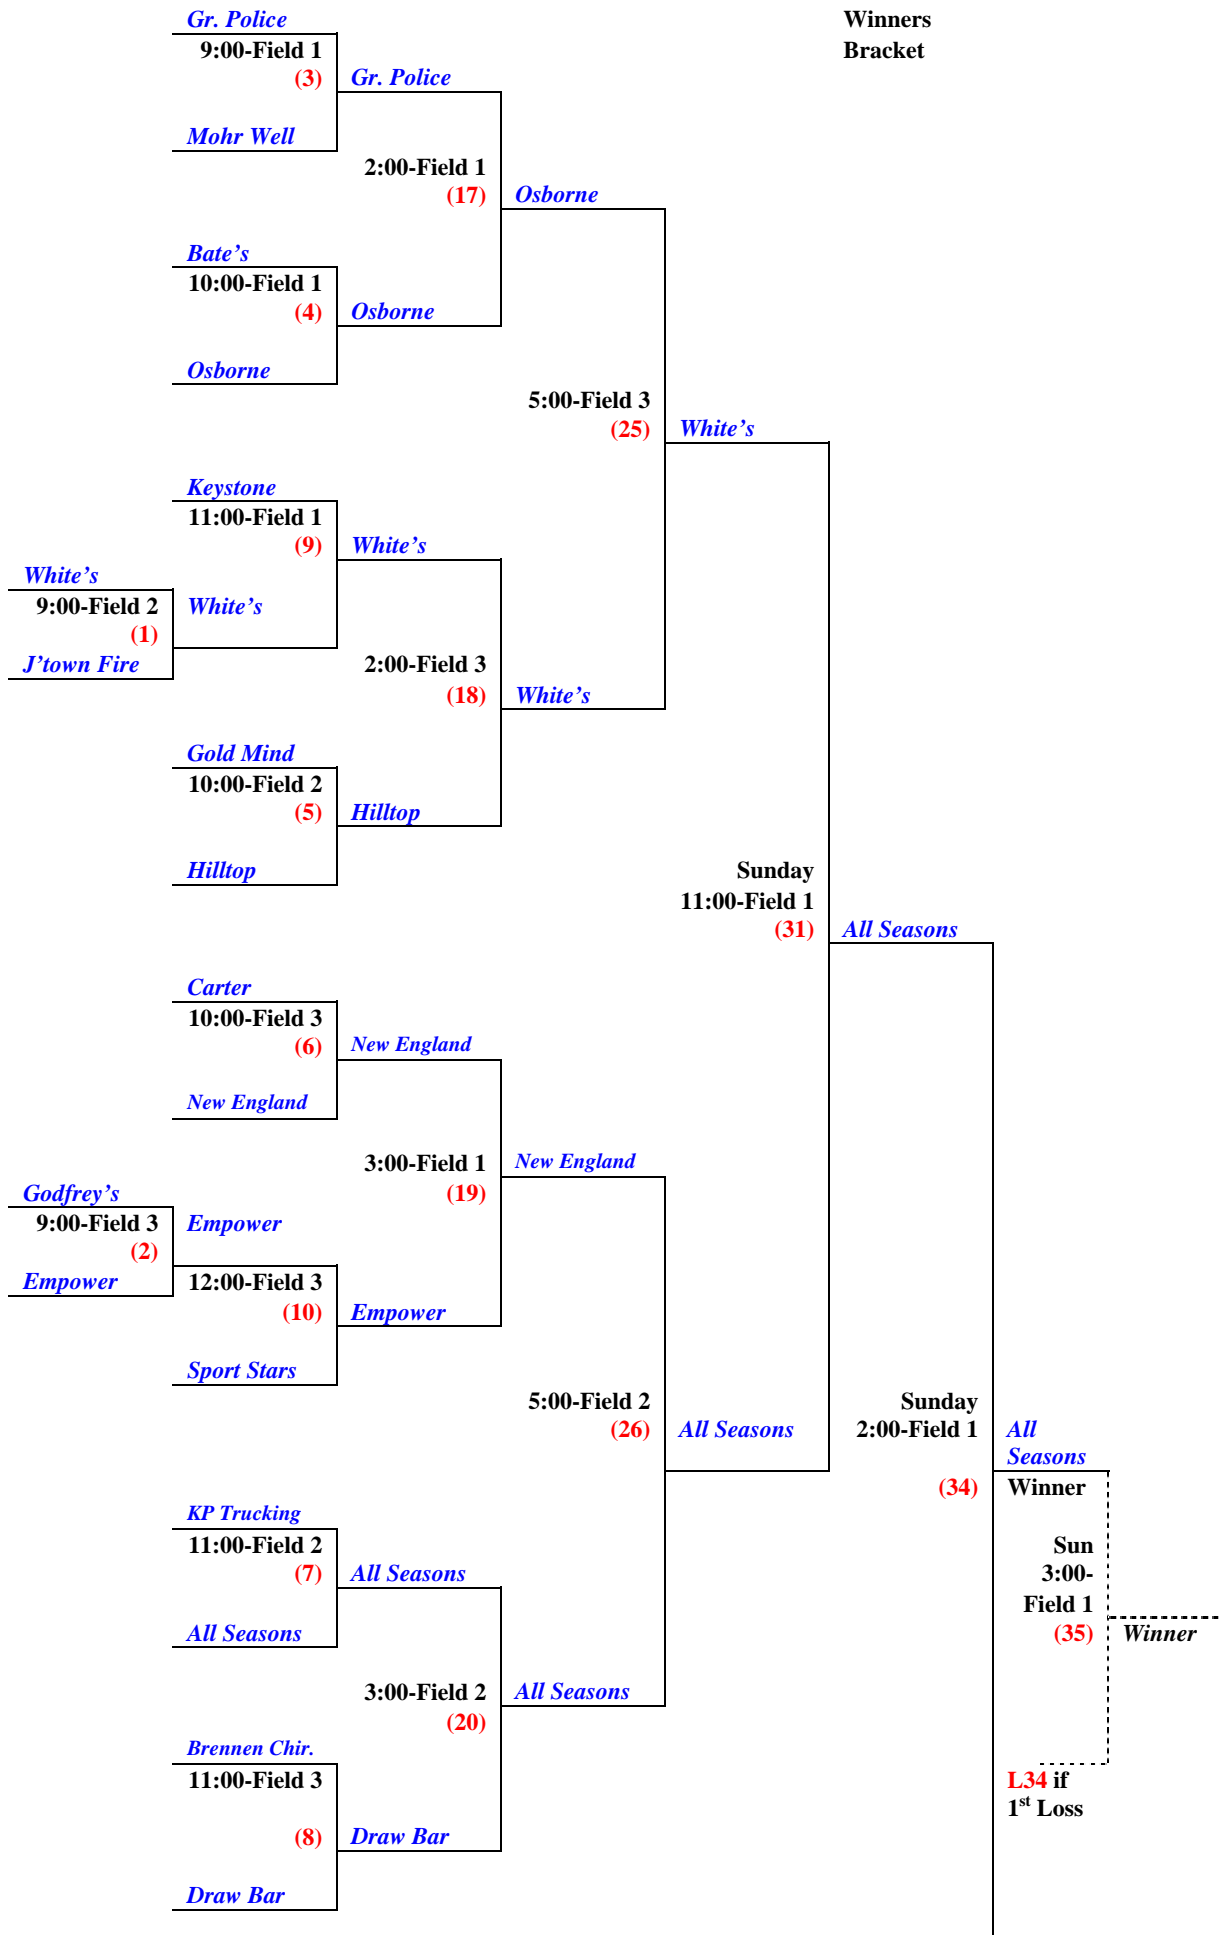 Gr. Police
Winners
Bracket
9:00-Field 1
(3)
Gr. Police
Mohr Well
2:00-Field 1
(17)
Osborne
Bate's
10:00-Field 1
(4)
Osborne
Osborne
5:00-Field 3
(25)
White's
Keystone
11:00-Field 1
(9)
White's
White's
9:00-Field 2
(1)
White's
J'town Fire
2:00-Field 3
(18)
White's
Gold Mind
10:00-Field 2
(5)
Hilltop
Hilltop
Sunday
11:00-Field 1
(31)
All Seasons
Carter
10:00-Field 3
(6)
New England
New England
3:00-Field 1
(19)
New England
Godfrey's
9:00-Field 3
(2)
Empower
Empower
12:00-Field 3
(10)
Empower
Sport Stars
5:00-Field 2
(26)
All Seasons
Sunday
2:00-Field 1
(34)
All
Seasons
Winner
KP Trucking
11:00-Field 2
(7)
All Seasons
All Seasons
Sun
3:00-
Field 1
(35)
Winner
3:00-Field 2
(20)
All Seasons
Brennen Chir.
11:00-Field 3
(8)
Draw Bar
Draw Bar
L34 if
1st Loss